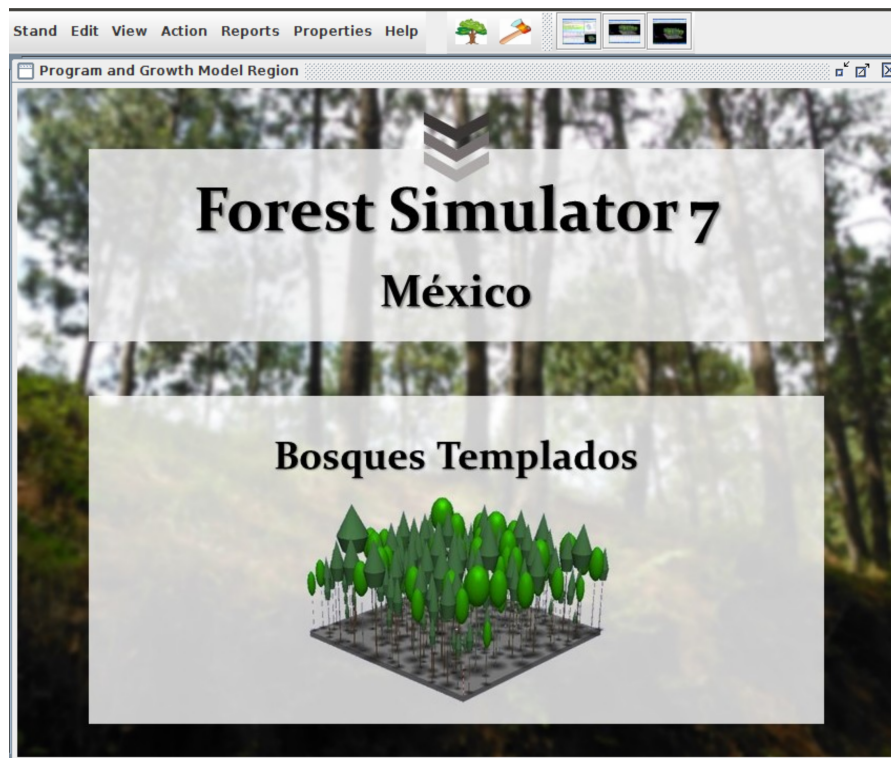 Stand Edit View Action Reports Properties Help
Program and Growth Model Region
Forest Simulator 7
México
Bosques Templados